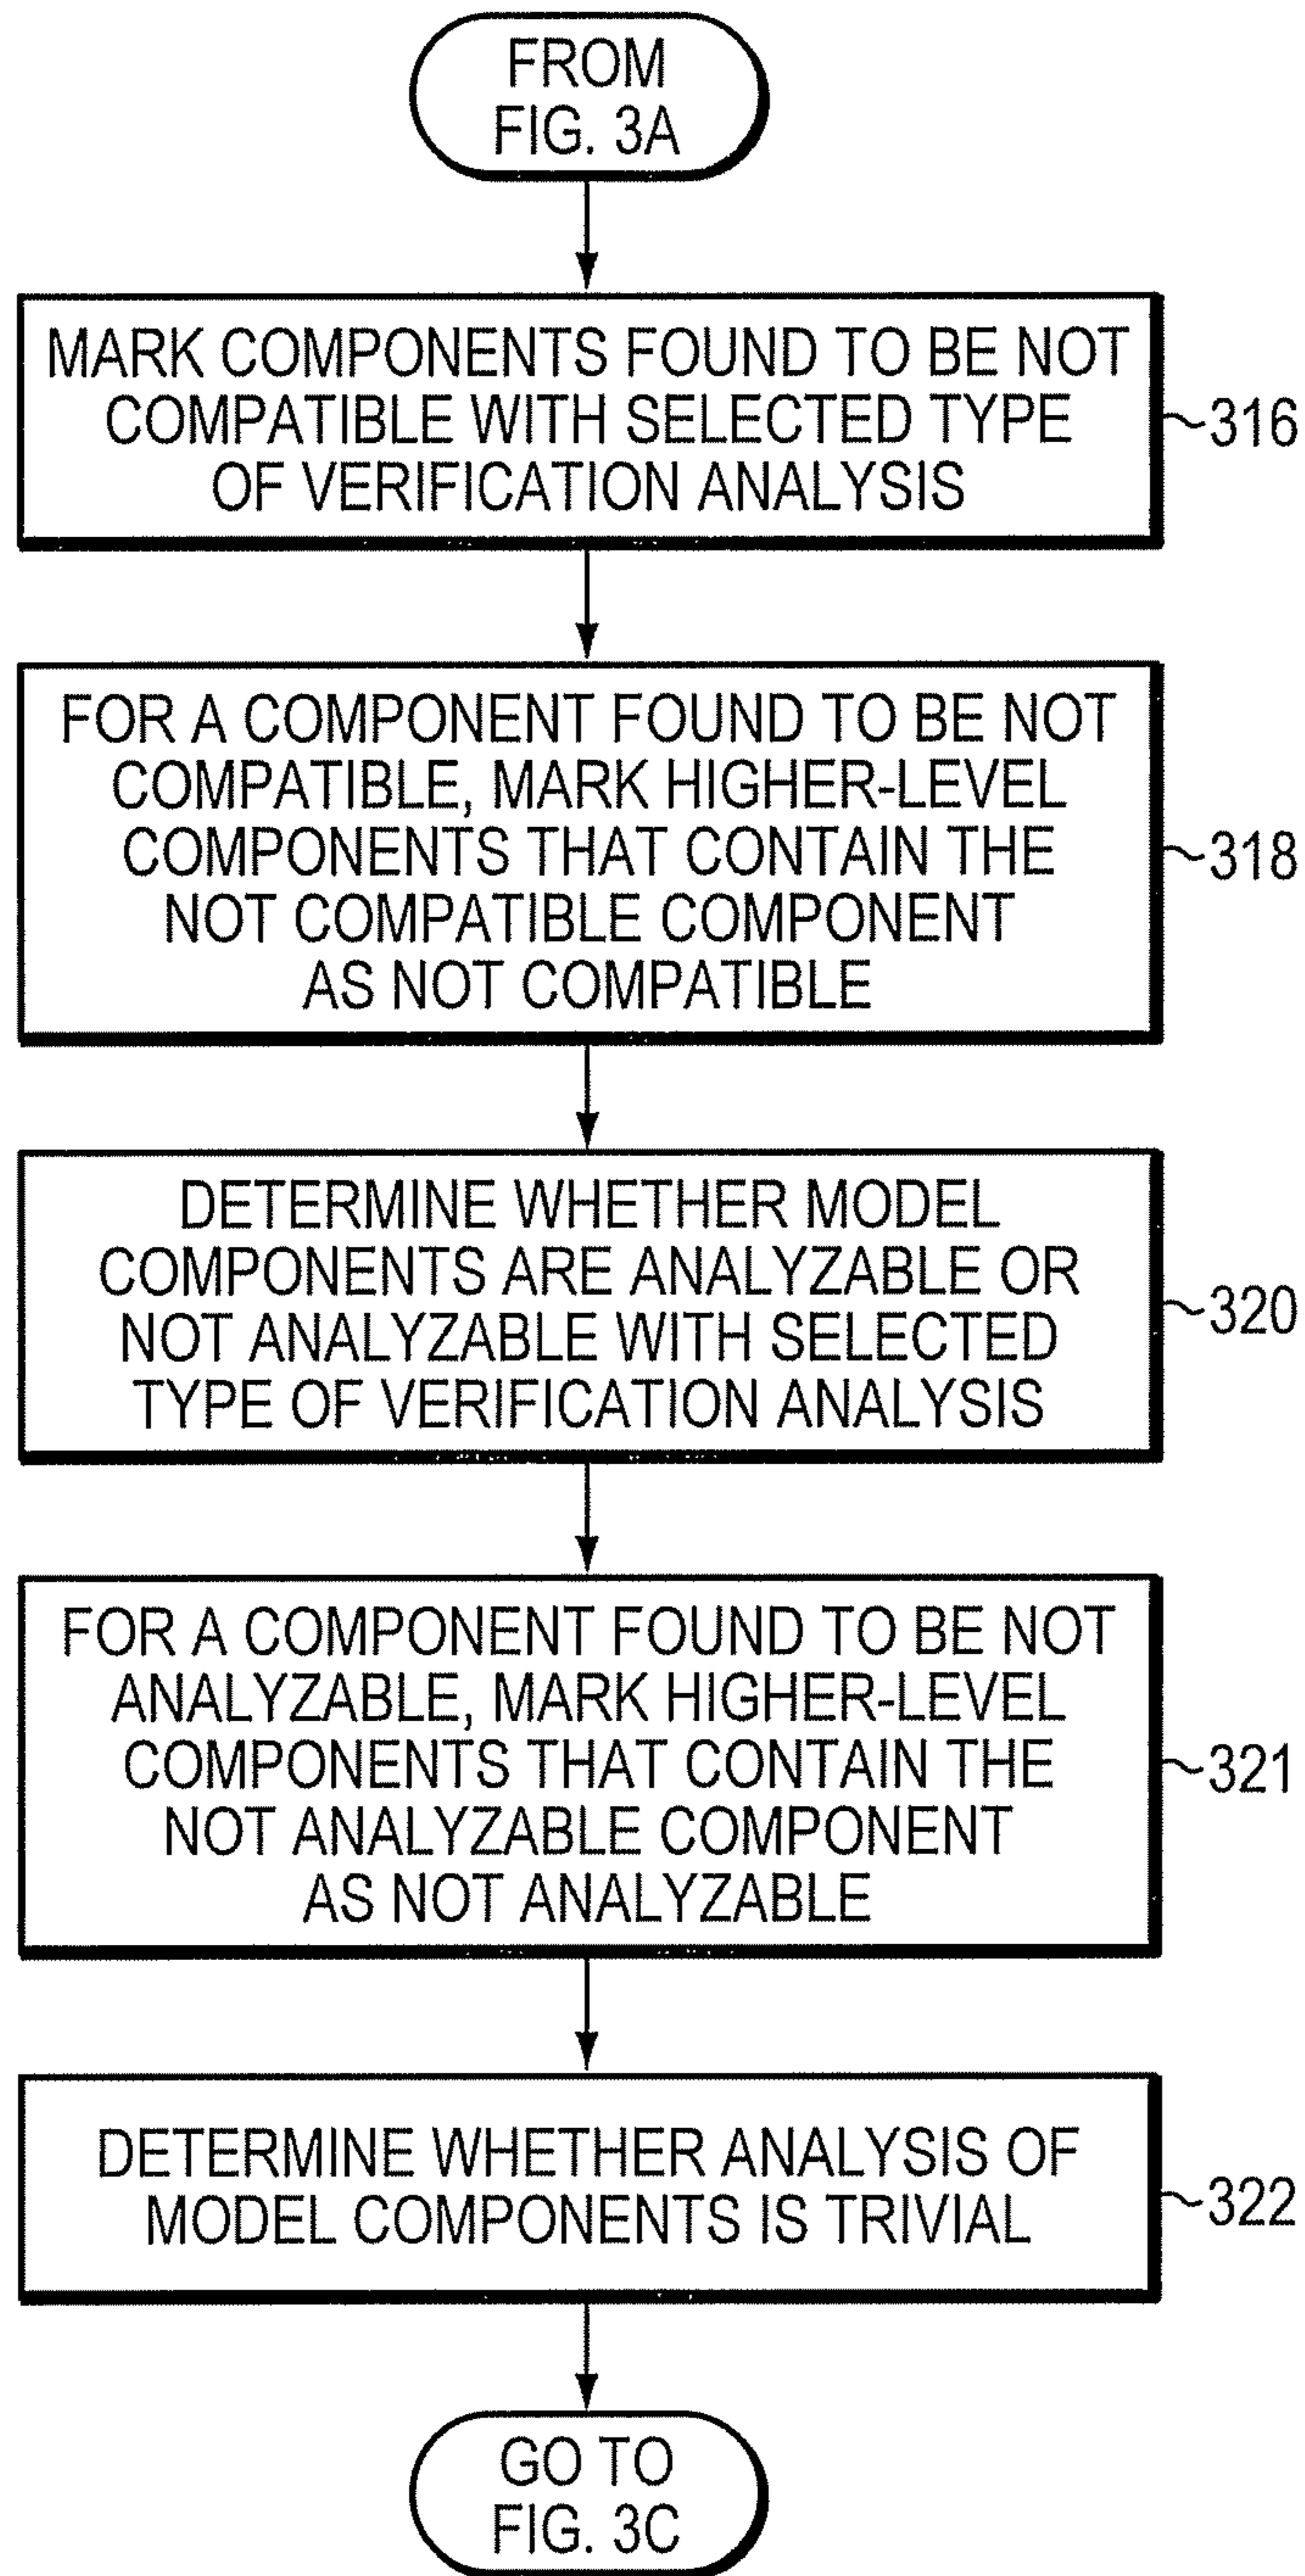 FROM
FIG. 3A
MARK COMPONENTS FOUND TO BE NOT
COMPATIBLE WITH SELECTED TYPE
OF VERIFICATION ANALYSIS
316
FOR A COMPONENT FOUND TO BE NOT
COMPATIBLE, MARK HIGHER-LEVEL
COMPONENTS THAT CONTAIN THE
NOT COMPATIBLE COMPONENT
AS NOT COMPATIBLE
318
DETERMINE WHETHER MODEL
COMPONENTS ARE ANALYZABLE OR
NOT ANALYZABLE WITH SELECTED
TYPE OF VERIFICATION ANALYSIS
320
FOR A COMPONENT FOUND TO BE NOT
ANALYZABLE, MARK HIGHER-LEVEL
COMPONENTS THAT CONTAIN THE
NOT ANALYZABLE COMPONENT
AS NOT ANALYZABLE
321
DETERMINE WHETHER ANALYSIS OF
MODEL COMPONENTS IS TRIVIAL
322
GO TO
FIG. 3C